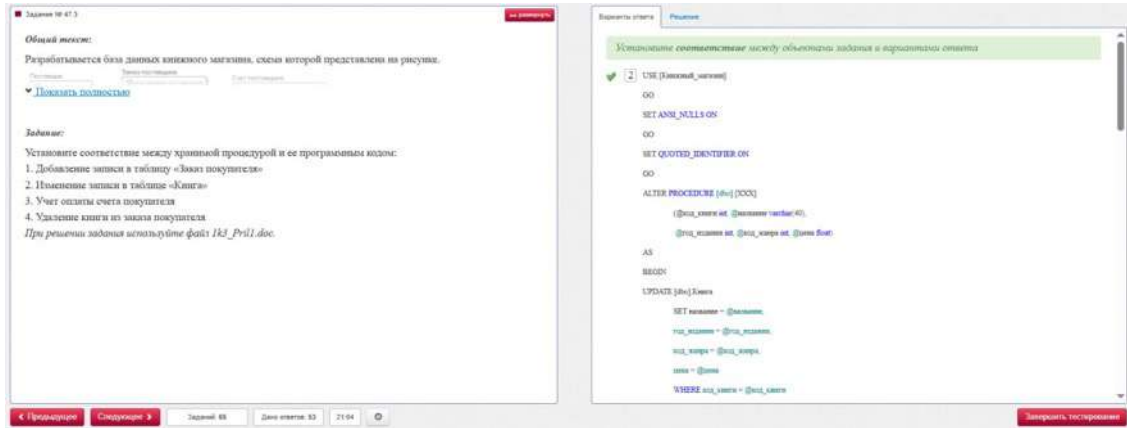 Задание № 47.3
развернуть
Общий текст:
Разрабатывается база данных книжного магазина, схема которой представлена на рисунке.
Показать полностью
Задание:
Установите соответствие между хранимой процедурой и ее программным кодом:
1. Добавление записи в таблицу «Заказ покупателя»
2. Изменение записи в таблице «Книга»
3. Учет оплаты счета покупателя
4. Удаление книги из заказа покупателя
При решении задания используйте файл 1k3_Pril1.doc.
Варианты ответа Решение
Установите соответствие между объектами задания и вариантами ответа
2 USE [Книжный_магазин]
GO
SET ANSI_NULLS ON
GO
SET QUOTED_IDENTIFIER ON
GO
ALTER PROCEDURE [dbo].[XXX]
(@код_книги int, @название varchar(40),
@год_издания int, @код_жанра int, @цена float)
AS
BEGIN
UPDATE [dbo].Книга
SET название = @название,
год_издания = @год_издания,
код_жанра = @код_жанра,
цена = @цена
WHERE код_книги = @код_книги
Предыдущее Следующее Заданий: 65 Дано ответов: 53 21:04 Завершить тестирование